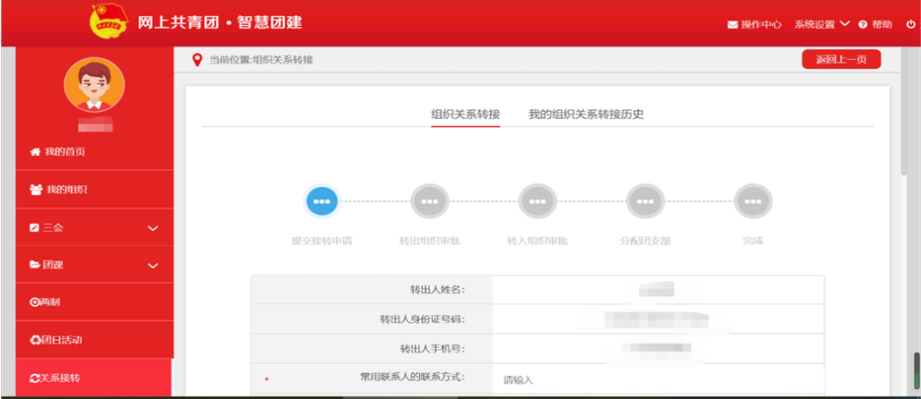 网上共青团·智慧团建
操作中心 系统设置 帮助
当前位置:组织关系转接
返回上一页
组织关系转接 我的组织关系转接历史
我的首页
我的组织
三会
团课
两制
团日活动
关系接转
提交接转申请 转出组织审批 转入组织审批 分配团支部 完成
转出人姓名:
转出人身份证号码:
转出人手机号:
* 常用联系人的联系方式: 请输入